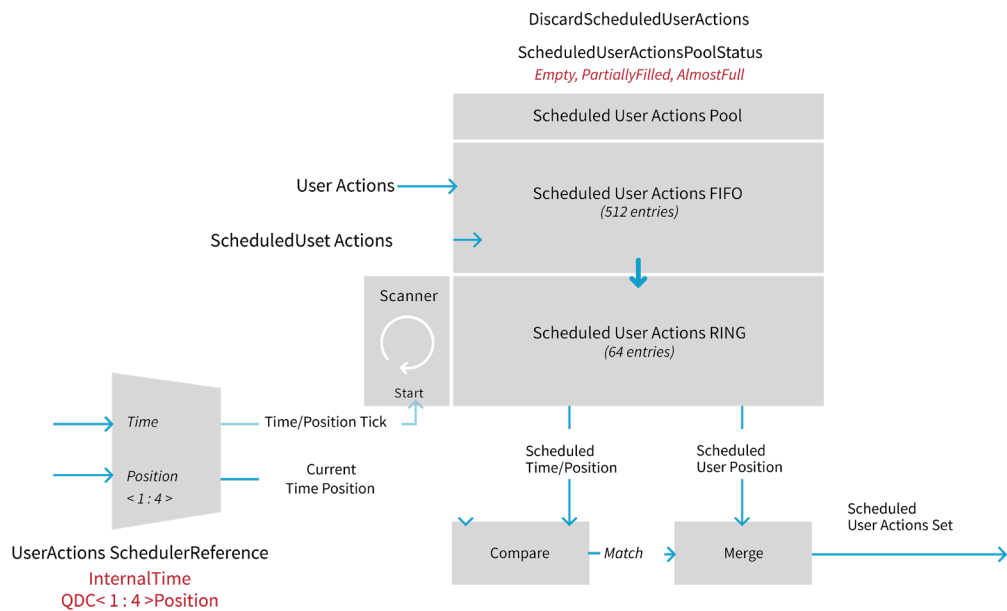 DiscardScheduledUserActions
ScheduledUserActionsPoolStatus
Empty, PartiallyFilled, AlmostFull
Scheduled User Actions Pool
User Actions
Scheduled User Actions FIFO
(512 entries)
ScheduledUset Actions
Scanner
Scheduled User Actions RING
(64 entries)
Start
Time
Time/Position Tick
Position
< 1 : 4 >
Current
Time Position
Scheduled
Time/Position
Scheduled
User Position
Scheduled
User Actions Set
Compare
Match
Merge
UserActions SchedulerReference
InternalTime
QDC< 1 : 4 >Position